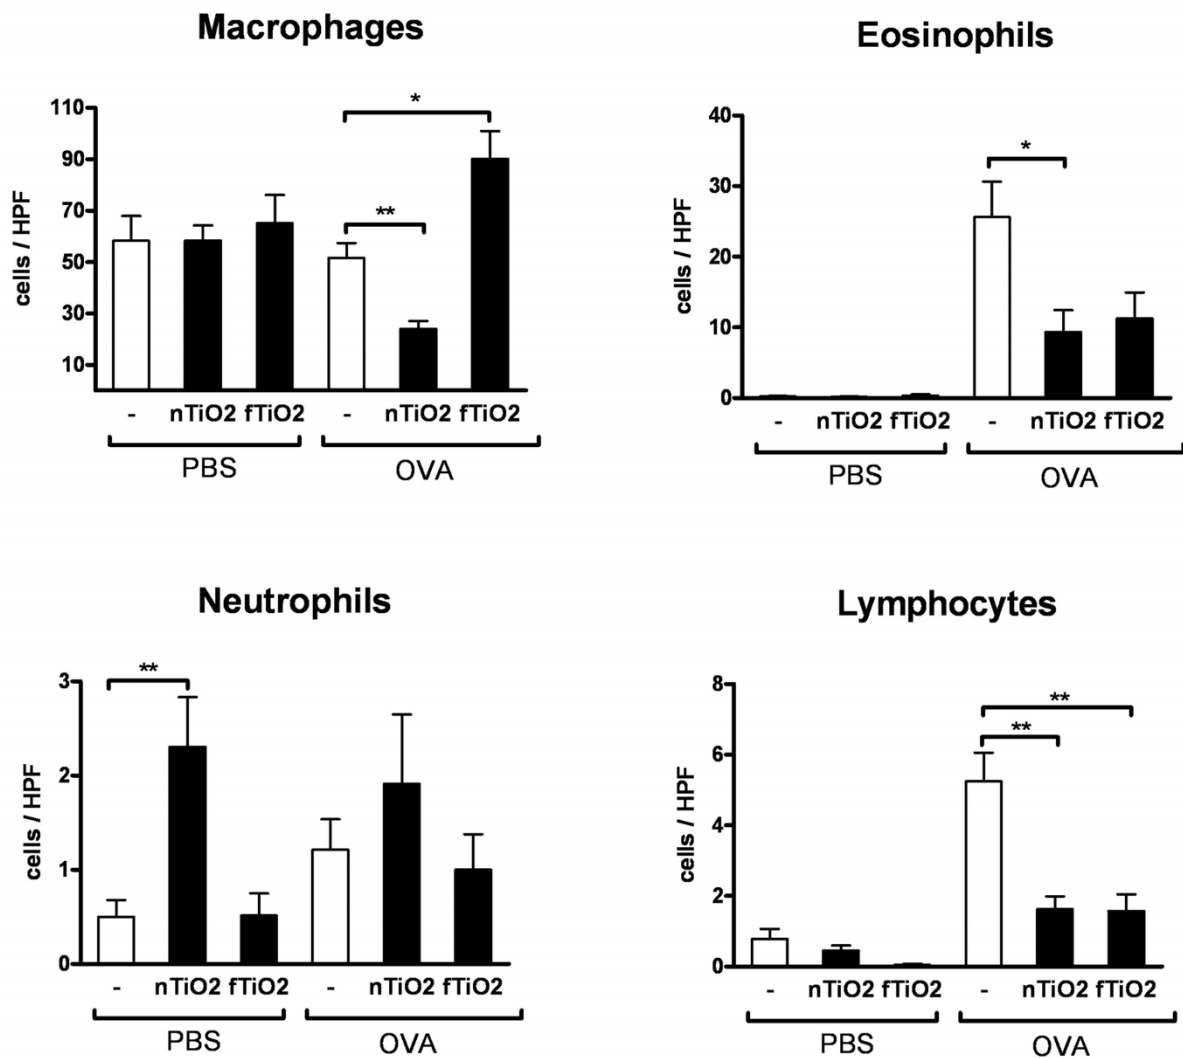 Macrophages
cells / HPF
110
90
70
50
30
10
*
**
- nTiO2 fTiO2 - nTiO2 fTiO2
PBS OVA
Eosinophils
cells / HPF
40
30
20
10
0
*
- nTiO2 fTiO2 - nTiO2 fTiO2
PBS OVA
Neutrophils
cells / HPF
3
2
1
0
**
- nTiO2 fTiO2 - nTiO2 fTiO2
PBS OVA
Lymphocytes
cells / HPF
8
6
4
2
0
**
**
- nTiO2 fTiO2 - nTiO2 fTiO2
PBS OVA